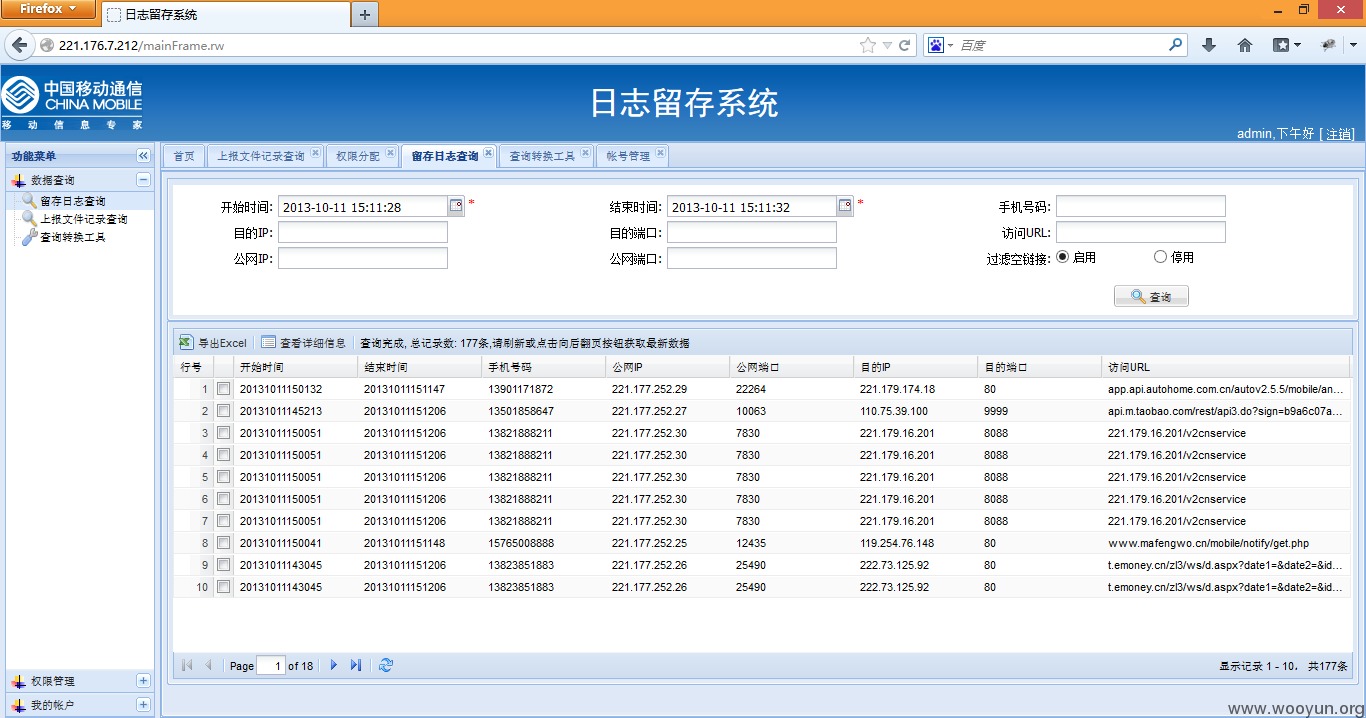 Firefox
日志留存系统
221.176.7.212/mainFrame.rw
百度
中国移动通信
CHINA MOBILE
移动信息专家
日志留存系统
admin,下午好 [ 注销]
功能菜单
数据查询
留存日志查询
上报文件记录查询
查询转换工具
权限管理
我的帐户
首页 上报文件记录查询 权限分配 留存日志查询 查询转换工具 帐号管理
开始时间: 2013-10-11 15:11:28 * 结束时间: 2013-10-11 15:11:32 * 手机号码:
目的IP: 目的端口: 访问URL:
公网IP: 公网端口: 过滤空链接: 启用 停用
查询
导出Excel 查看详细信息 查询完成, 总记录数: 177条,请刷新或点击向后翻页按钮获取最新数据
行号 开始时间 结束时间 手机号码 公网IP 公网端口 目的IP 目的端口 访问URL
1 20131011150132 20131011151147 13901171872 221.177.252.29 22264 221.179.174.18 80 app.api.autohome.com.cn/autov2.5.5/mobile/an...
2 20131011145213 20131011151206 13501858647 221.177.252.27 10063 110.75.39.100 9999 api.m.taobao.com/rest/api3.do?sign=b9a6c07a...
3 20131011150051 20131011151206 13821888211 221.177.252.30 7830 221.179.16.201 8088 221.179.16.201/v2cnservice
4 20131011150051 20131011151206 13821888211 221.177.252.30 7830 221.179.16.201 8088 221.179.16.201/v2cnservice
5 20131011150051 20131011151206 13821888211 221.177.252.30 7830 221.179.16.201 8088 221.179.16.201/v2cnservice
6 20131011150051 20131011151206 13821888211 221.177.252.30 7830 221.179.16.201 8088 221.179.16.201/v2cnservice
7 20131011150051 20131011151206 13821888211 221.177.252.30 7830 221.179.16.201 8088 221.179.16.201/v2cnservice
8 20131011150041 20131011151148 15765008888 221.177.252.25 12435 119.254.76.148 80 www.mafengwo.cn/mobile/notify/get.php
9 20131011143045 20131011151206 13823851883 221.177.252.26 25490 222.73.125.92 80 t.emoney.cn/zl3/ws/d.aspx?date1=&date2=&id...
10 20131011143045 20131011151206 13823851883 221.177.252.26 25490 222.73.125.92 80 t.emoney.cn/zl3/ws/d.aspx?date1=&date2=&id...
Page 1 of 18 显示记录 1 - 10, 共177条
www.wooyun.org